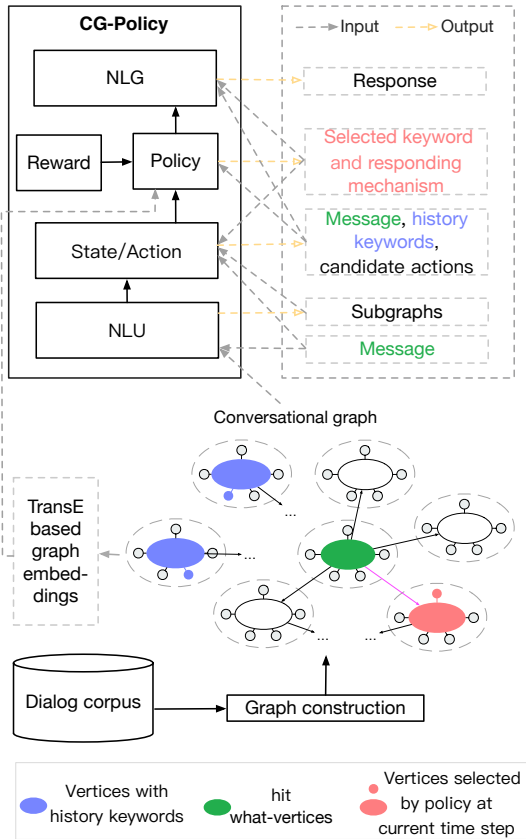 CG-Policy
NLG
Reward
Policy
State/Action
NLU
Input
Output
Response
Selected keyword
and responding
mechanism
Message, history
keywords,
candidate actions
Subgraphs
Message
Conversational graph
TransE
based
graph
embed-
dings
...
...
...
...
Dialog corpus
Graph construction
Vertices with
history keywords
hit
what-vertices
Vertices selected
by policy at
current time step